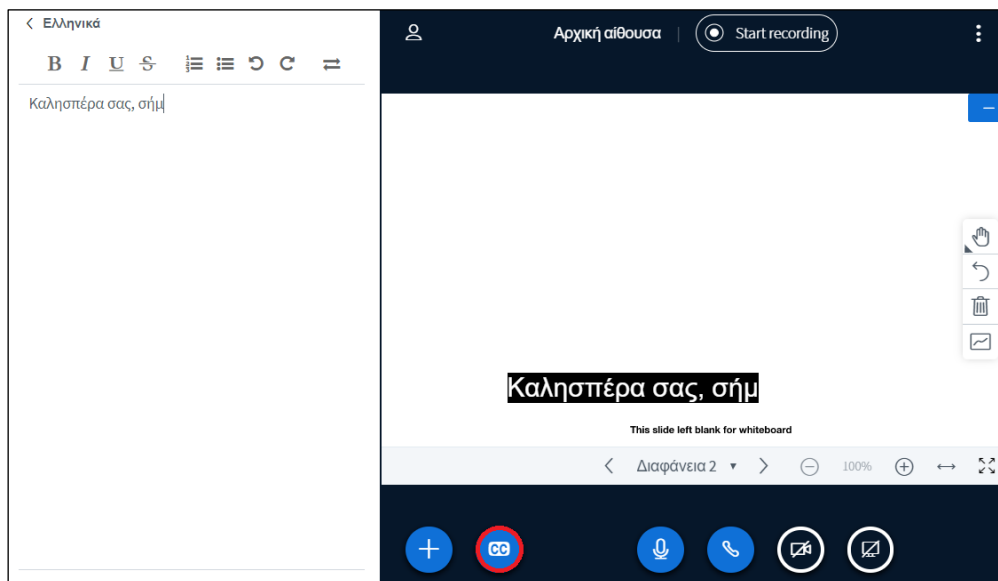 Ελληνικά
Καλησπέρα σας, σήμ
Αρχική αίθουσα
Start recording
Καλησπέρα σας, σήμ
This slide left blank for whiteboard
Διαφάνεια 2
100%
CC